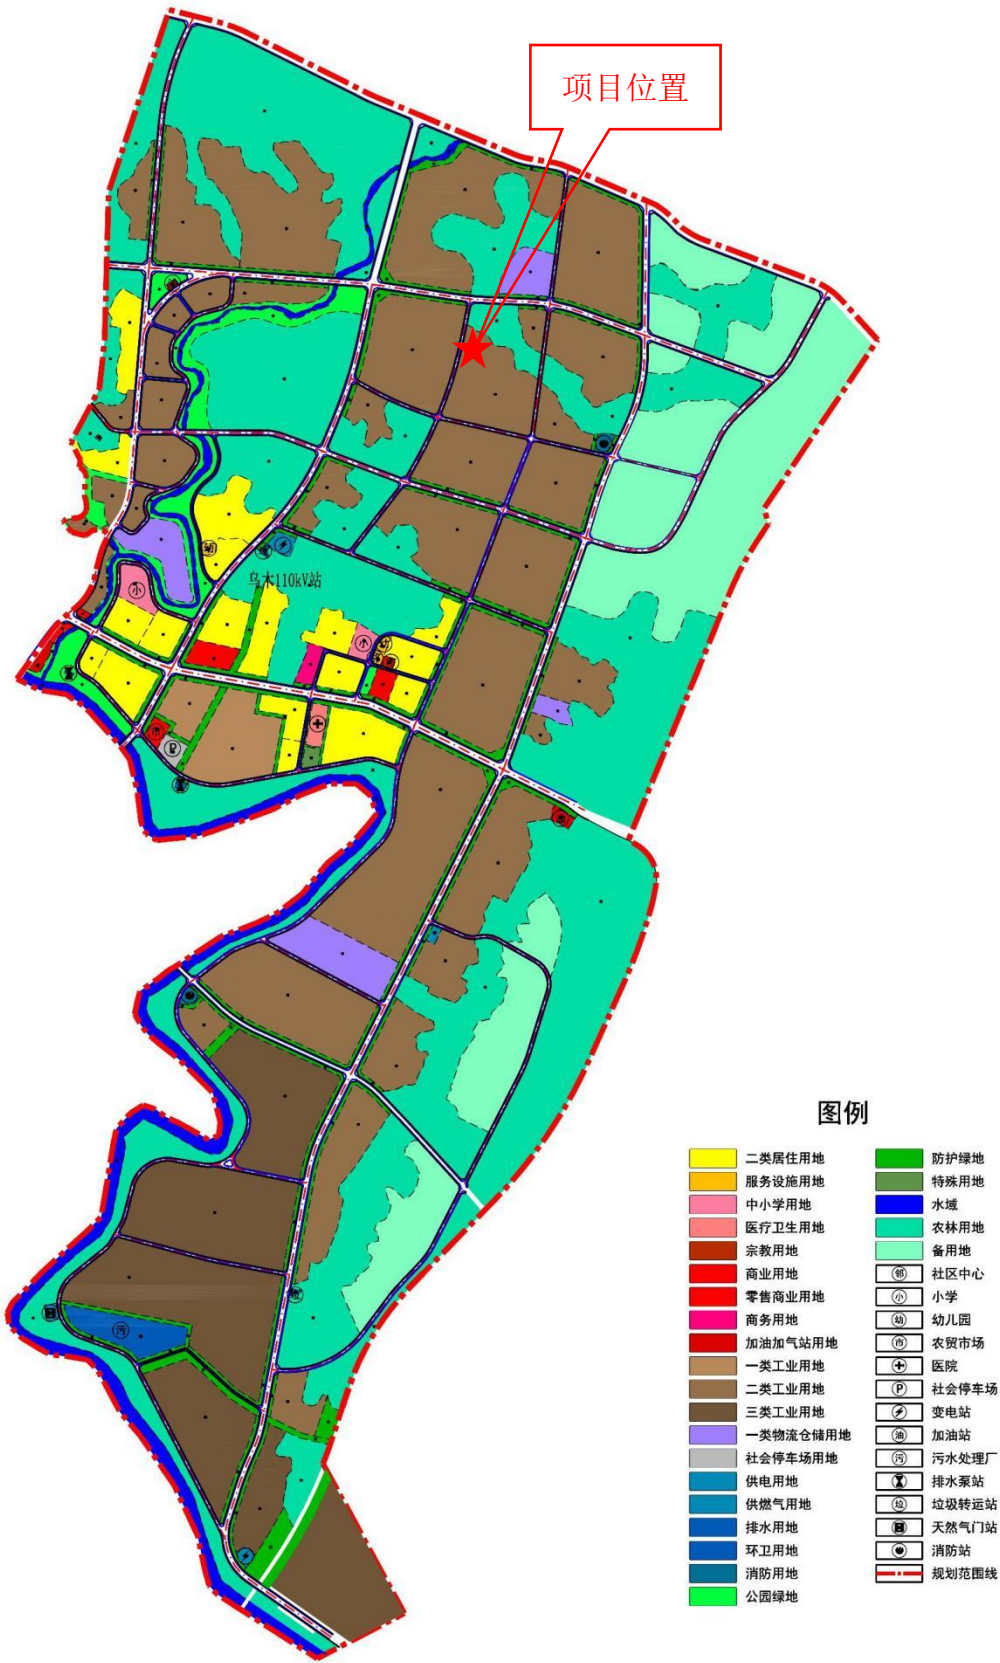 项目位置
乌木110kV站
小
小
污
图例
二类居住用地
服务设施用地
中小学用地
医疗卫生用地
宗教用地
商业用地
零售商业用地
商务用地
加油加气站用地
一类工业用地
二类工业用地
三类工业用地
一类物流仓储用地
社会停车场用地
供电用地
供燃气用地
排水用地
环卫用地
消防用地
公园绿地
防护绿地
特殊用地
水域
农林用地
备用地
邻 社区中心
小 小学
幼 幼儿园
市 农贸市场
医院
P 社会停车场
变电站
油 加油站
污 污水处理厂
排水泵站
垃 垃圾转运站
天然气门站
消防站
规划范围线